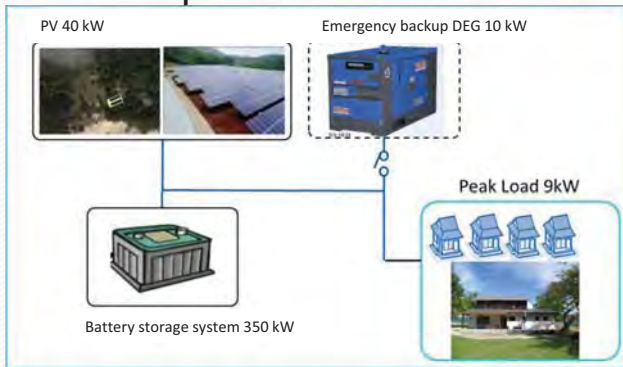 PV 40 kW
Emergency backup DEG 10 kW
Peak Load 9kW
Battery storage system 350 kW